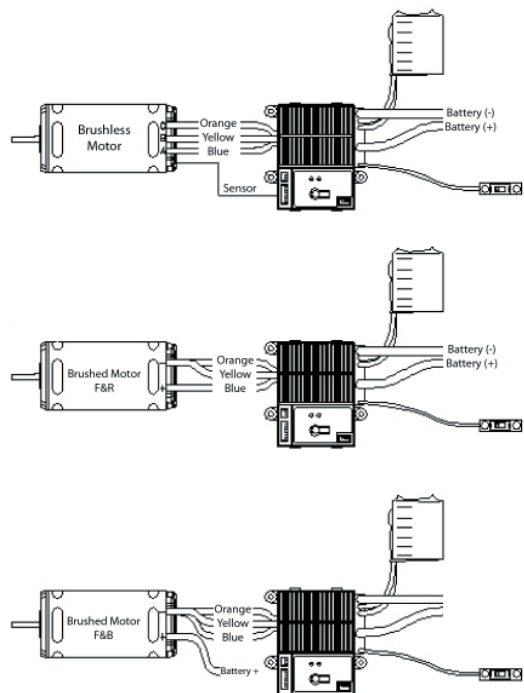 Brushless
Motor
Orange
Yellow
Blue
Sensor
Battery (-)
Battery (+)
Brushed Motor
F&R
Orange
Yellow
Blue
Battery (-)
Battery (+)
Brushed Motor
F&B
Orange
Yellow
Blue
Battery +